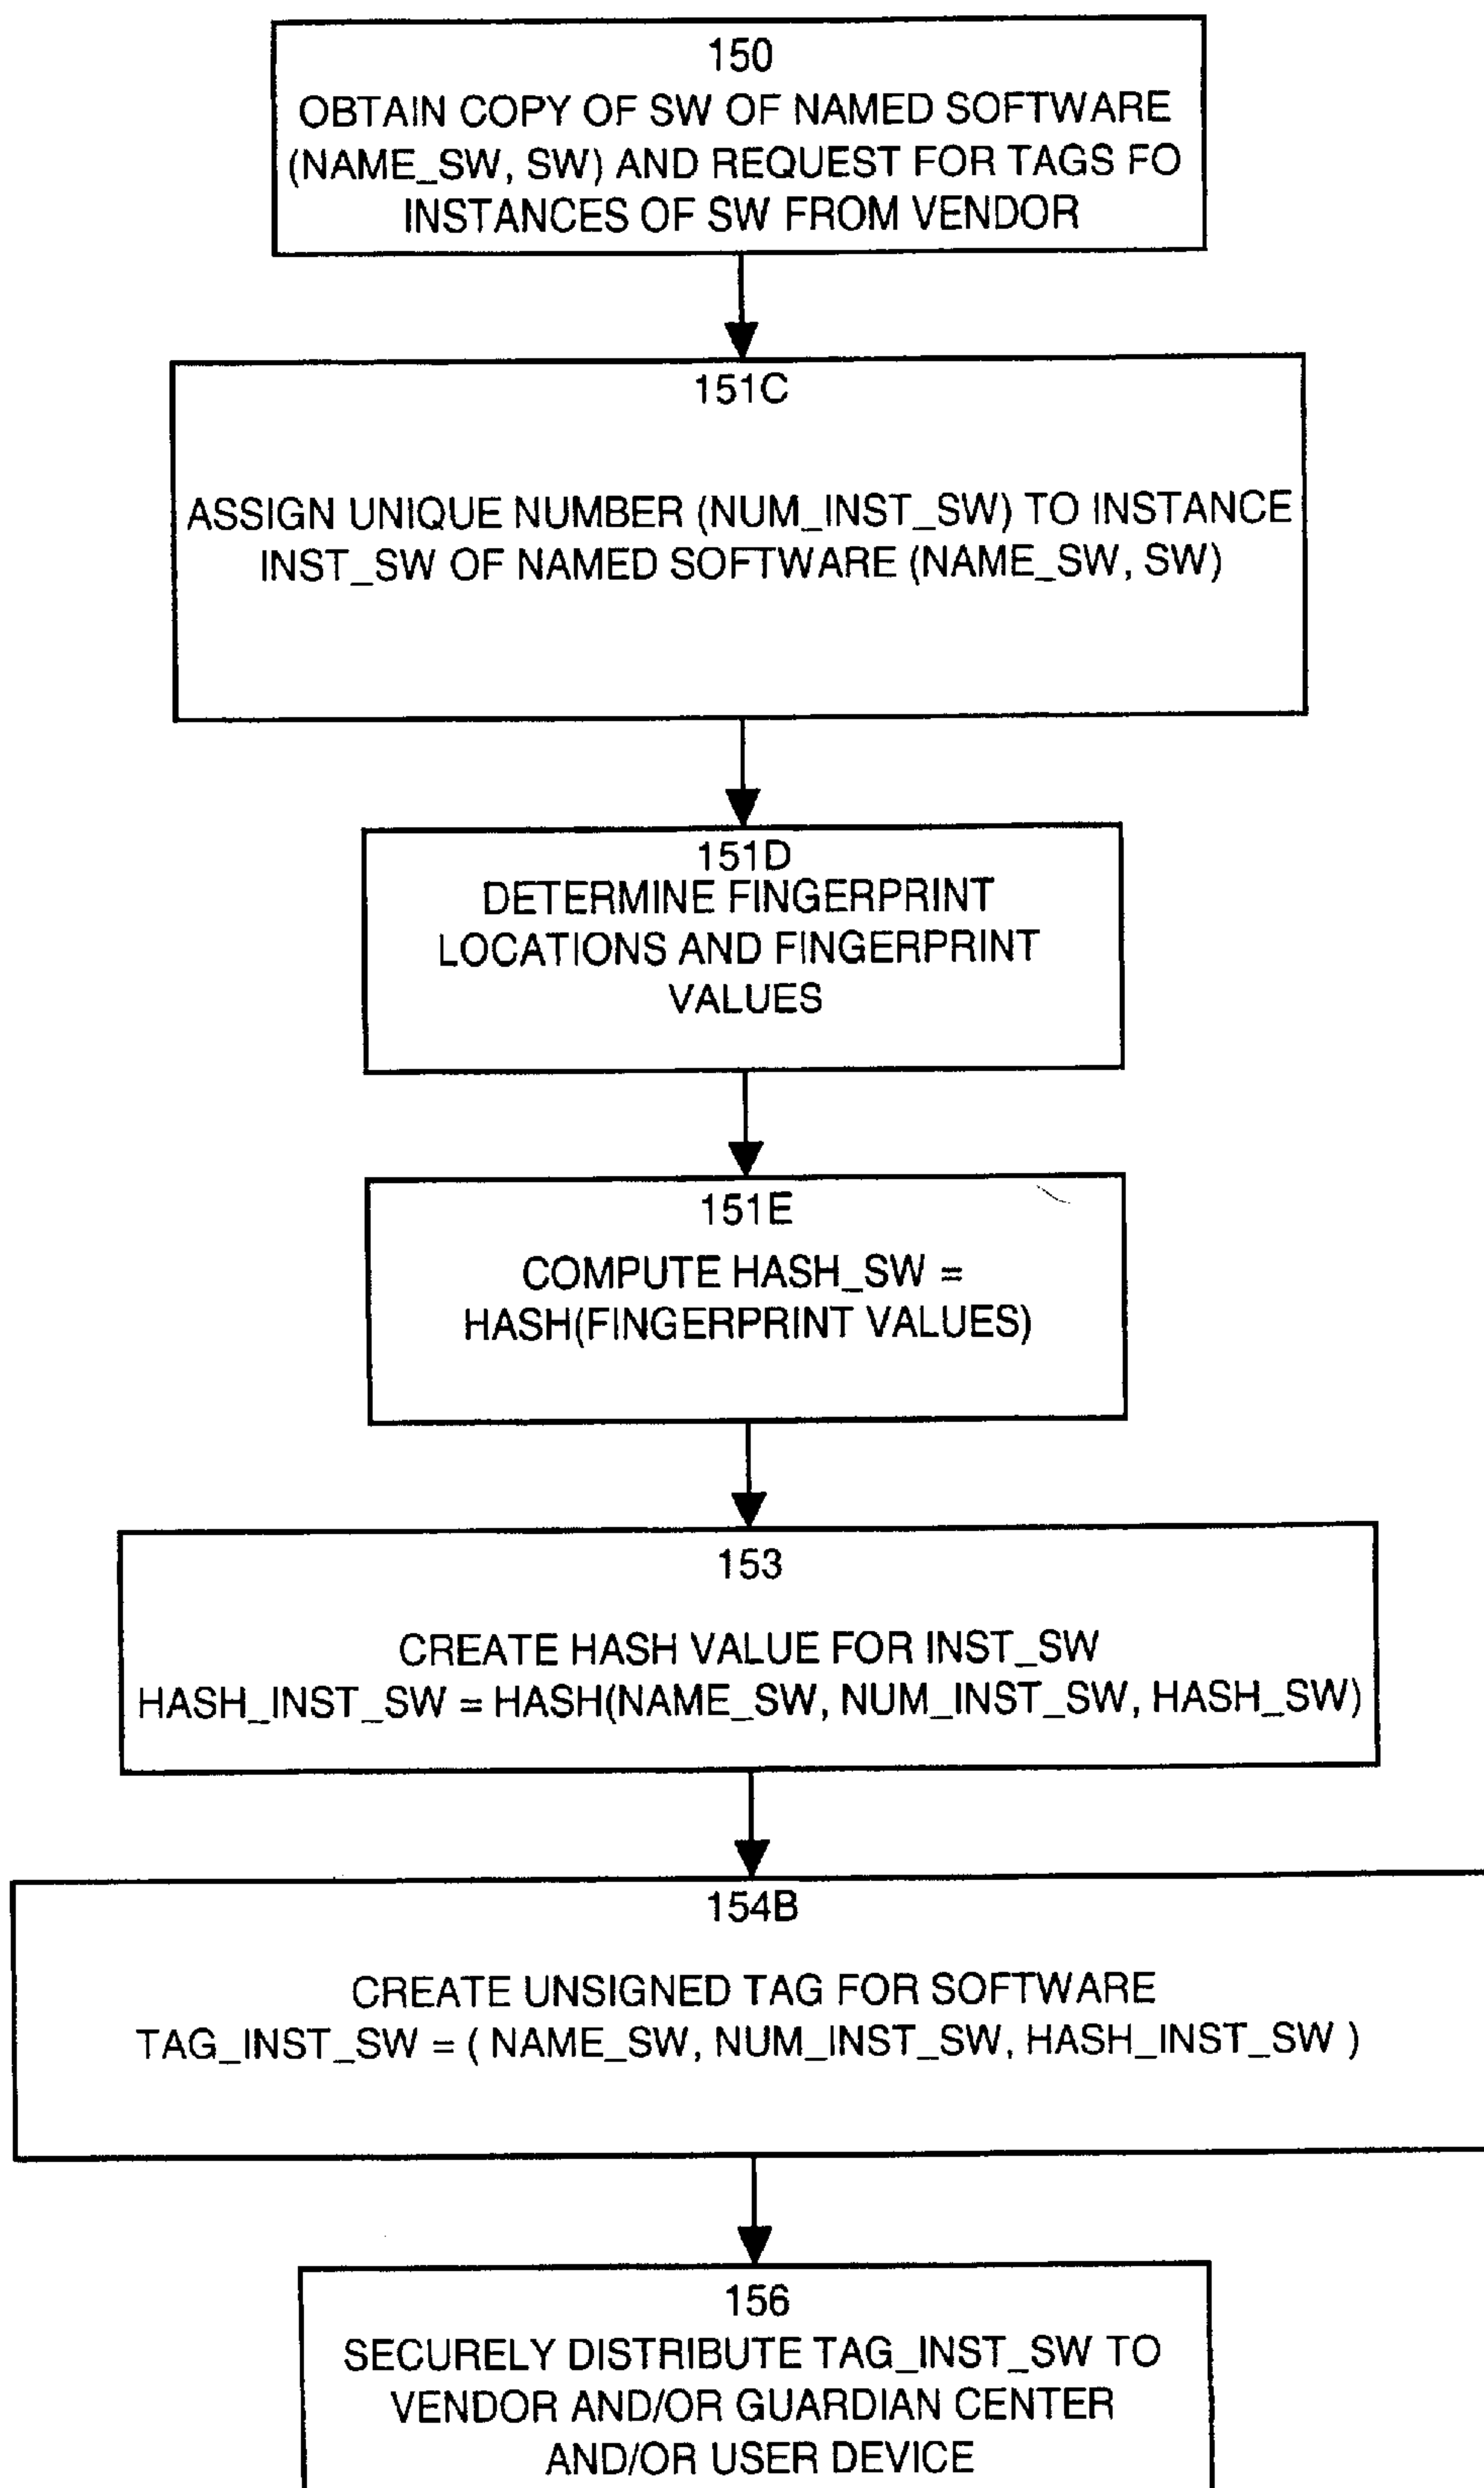 150
OBTAIN COPY OF SW OF NAMED SOFTWARE
(NAME_SW, SW) AND REQUEST FOR TAGS FO
INSTANCES OF SW FROM VENDOR
151C
ASSIGN UNIQUE NUMBER (NUM_INST_SW) TO INSTANCE
INST_SW OF NAMED SOFTWARE (NAME_SW, SW)
151D
DETERMINE FINGERPRINT
LOCATIONS AND FINGERPRINT
VALUES
151E
COMPUTE HASH_SW =
HASH(FINGERPRINT VALUES)
153
CREATE HASH VALUE FOR INST_SW
HASH_INST_SW = HASH(NAME_SW, NUM_INST_SW, HASH_SW)
154B
CREATE UNSIGNED TAG FOR SOFTWARE
TAG_INST_SW = ( NAME_SW, NUM_INST_SW, HASH_INST_SW )
156
SECURELY DISTRIBUTE TAG_INST_SW TO
VENDOR AND/OR GUARDIAN CENTER
AND/OR USER DEVICE